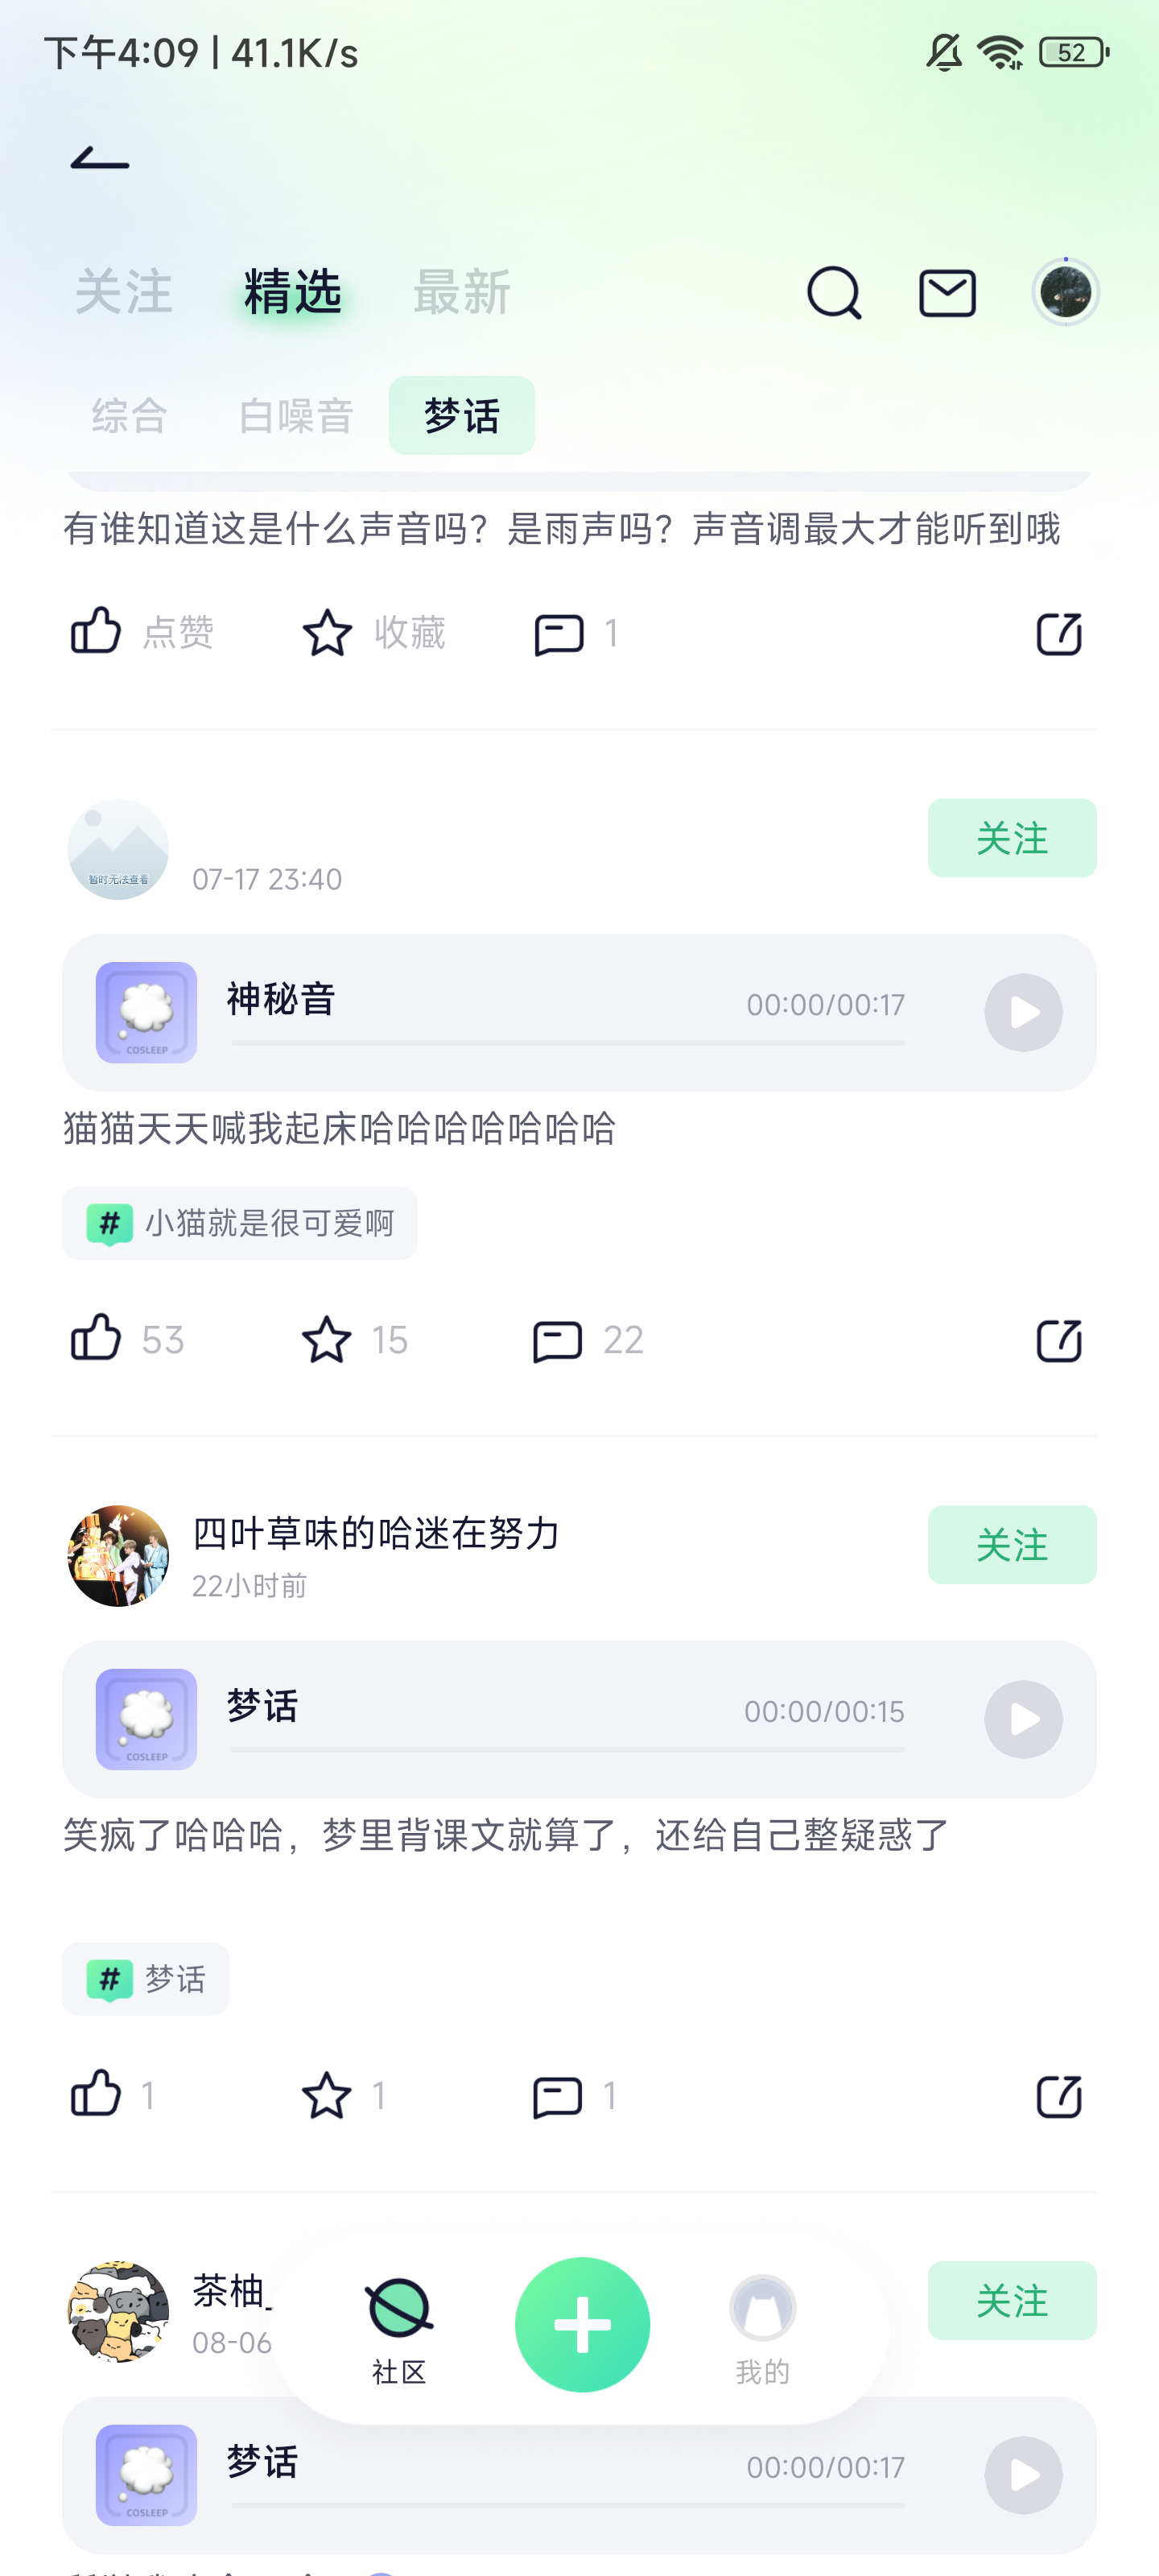 下午4:09 | 41.1K/s
52
关注 精选 最新
综合 白噪音 梦话
有谁知道这是什么声音吗？是雨声吗？声音调最大才能听到哦
点赞 收藏 1
暂时无法查看
07-17 23:40
关注
COSLEEP
神秘音
00:00/00:17
猫猫天天喊我起床哈哈哈哈哈哈哈
# 小猫就是很可爱啊
53 15 22
四叶草味的哈迷在努力
22小时前
关注
COSLEEP
梦话
00:00/00:15
笑疯了哈哈哈，梦里背课文就算了，还给自己整疑惑了
# 梦话
1 1 1
茶柚_
08-06
关注
社区
我的
COSLEEP
梦话
00:00/00:17